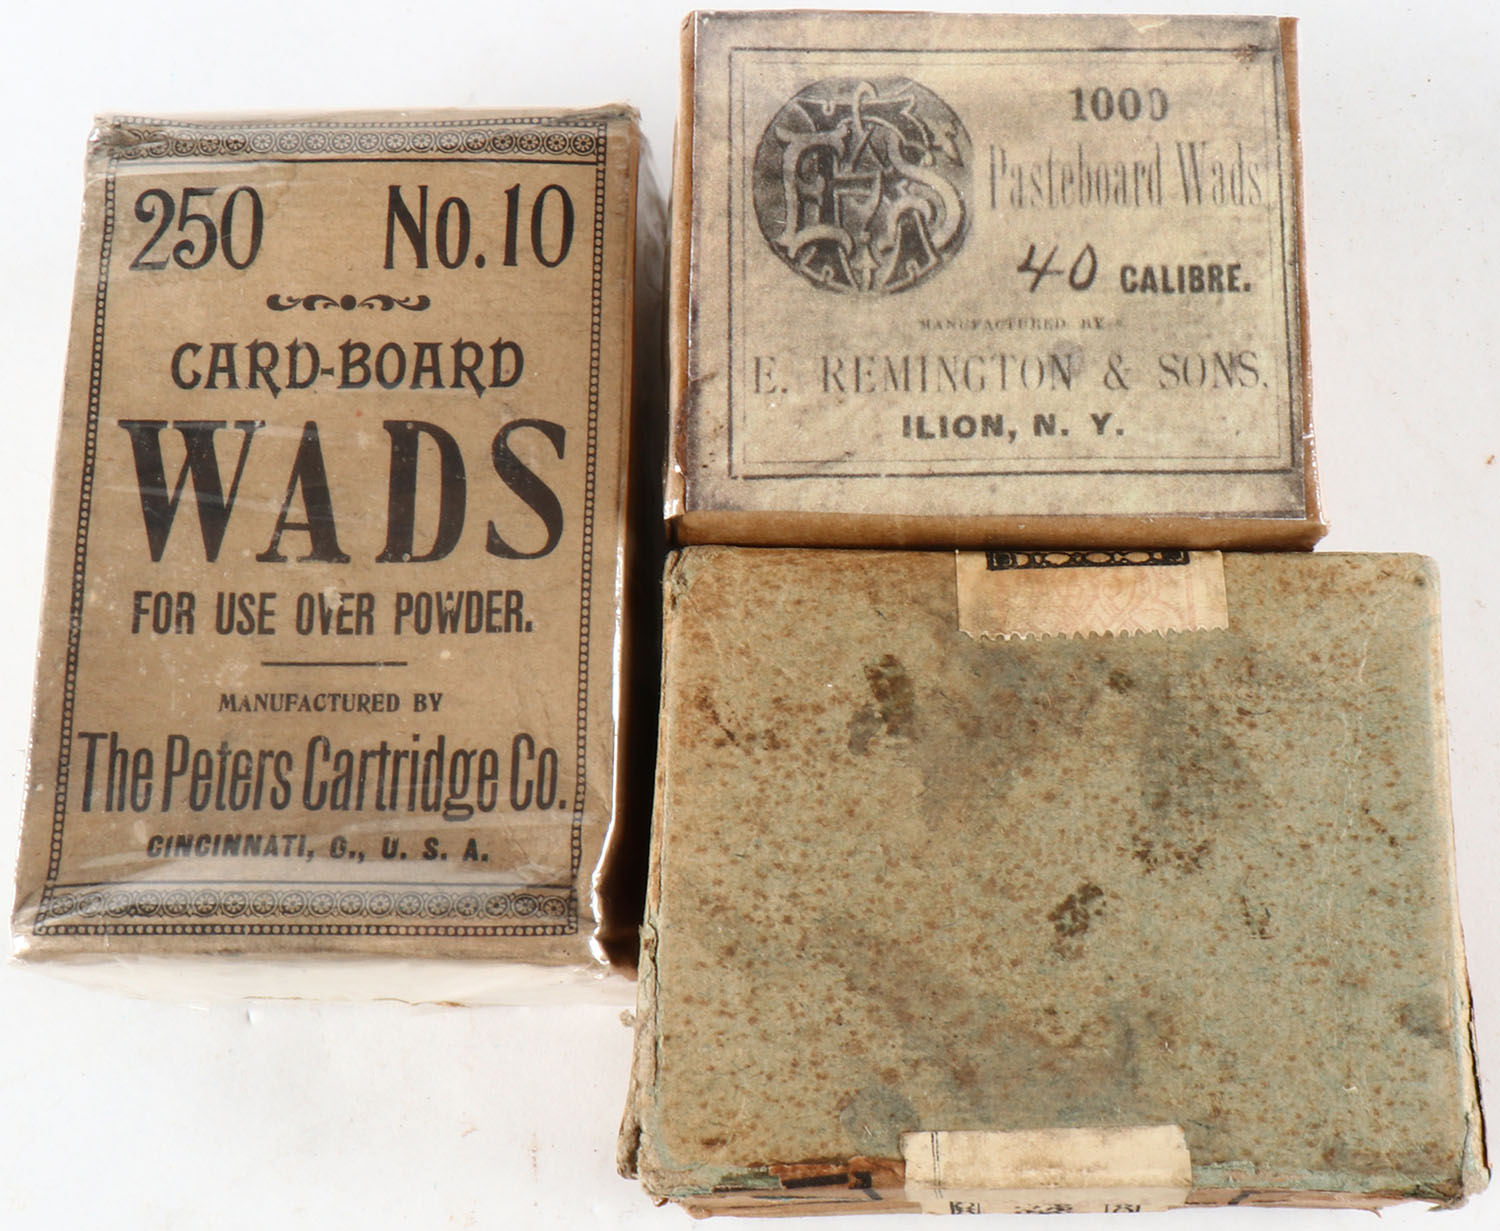 250 No. 10
CARD-BOARD
WADS
FOR USE OVER POWDER.
MANUFACTURED BY
The Peters Cartridge Co.
CINCINNATI, O., U. S. A.
1000
Pasteboard Wads
40 CALIBRE.
MANUFACTURED BY
E. REMINGTON & SONS.
ILION, N. Y.